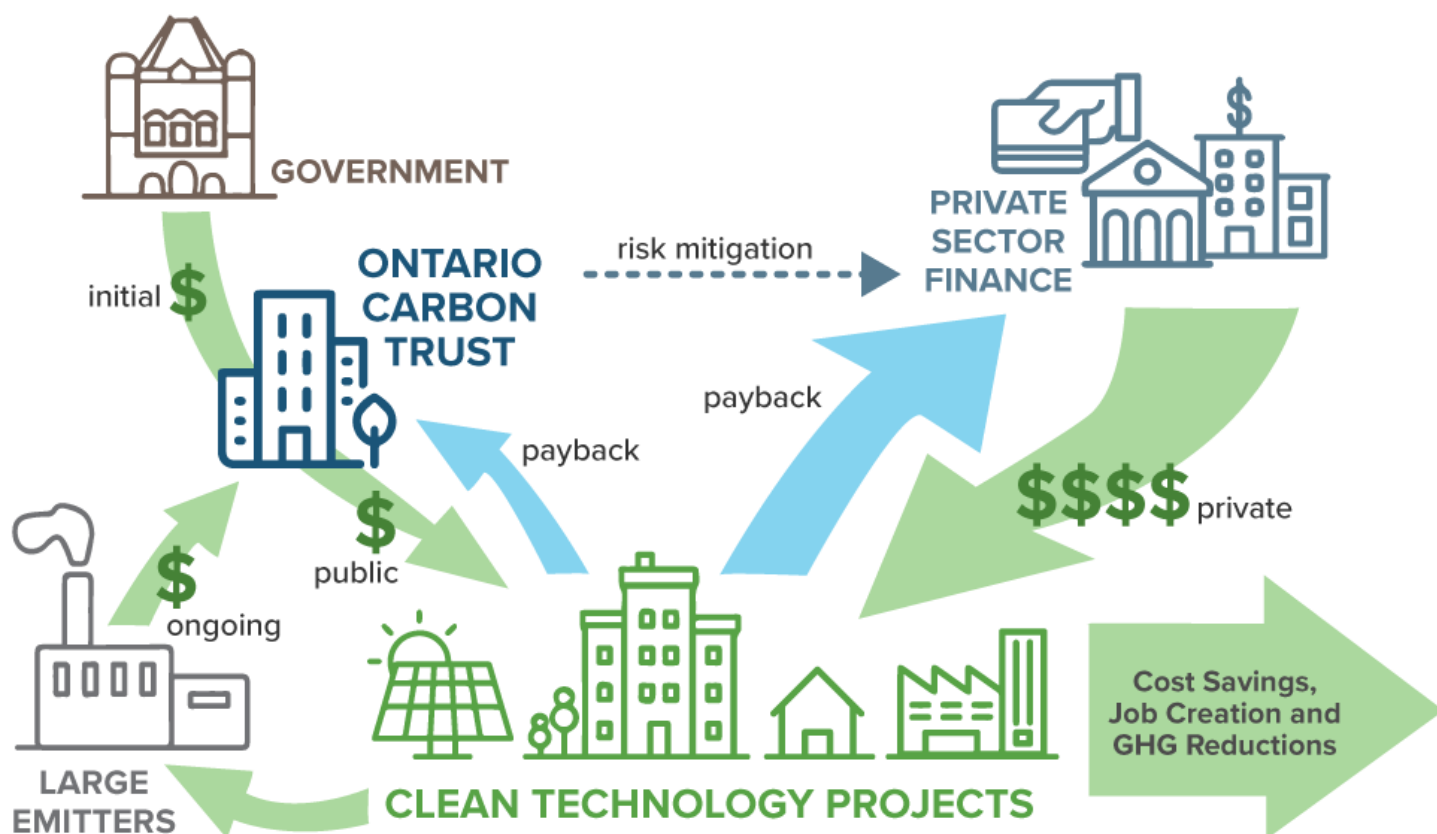 GOVERNMENT
initial $
ONTARIO
CARBON
TRUST
risk mitigation
PRIVATE
SECTOR
FINANCE
$
payback
payback
$
public
$$$$ private
$
ongoing
LARGE
EMITTERS
CLEAN TECHNOLOGY PROJECTS
Cost Savings,
Job Creation and
GHG Reductions